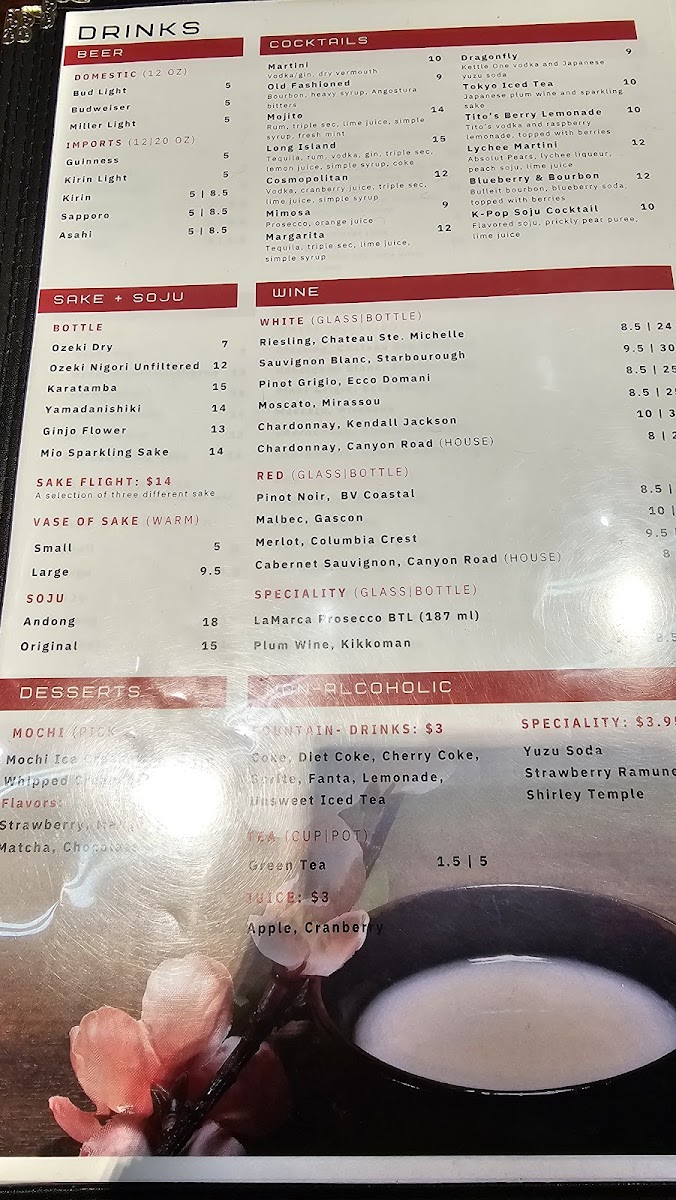 DRINKS
BEER
DOMESTIC (12 OZ)
Bud Light 5
Budweiser 5
Miller Light 5
IMPORTS (12|20 OZ)
Guinness 5
Kirin Light 5
Kirin 5 | 8.5
Sapporo 5 | 8.5
Asahi 5 | 8.5
COCKTAILS
Martini 10
Vodka/gin, dry vermouth
Old Fashioned 9
Bourbon, heavy syrup, Angostura
bitters
Mojito 14
Rum, triple sec, lime juice, simple
syrup, fresh mint
Long Island 15
Tequila, rum, vodka, gin, triple sec,
lemon juice, simple syrup, coke
Cosmopolitan 12
Vodka, cranberry juice, triple sec,
lime juice, simple syrup
Mimosa 9
Prosecco, orange juice
Margarita 12
Tequila, triple sec, lime juice,
simple syrup
Dragonfly 9
Kettle One vodka and Japanese
yuzu soda
Tokyo Iced Tea 10
Japanese plum wine and sparkling
sake
Tito's Berry Lemonade 10
Tito's vodka and raspberry
lemonade, topped with berries
Lychee Martini 12
Absolut Pears, lychee liqueur,
peach soju, lime juice
Blueberry & Bourbon 12
Bulleit bourbon, blueberry soda,
topped with berries
K-Pop Soju Cocktail 10
Flavored soju, prickly pear puree,
lime juice
SAKE + SOJU
BOTTLE
Ozeki Dry 7
Ozeki Nigori Unfiltered 12
Karatamba 15
Yamadanishiki 14
Ginjo Flower 13
Mio Sparkling Sake 14
SAKE FLIGHT: $14
A selection of three different sake
VASE OF SAKE (WARM)
Small 5
Large 9.5
SOJU
Andong 18
Original 15
WINE
WHITE (GLASS|BOTTLE)
Riesling, Chateau Ste. Michelle 8.5 | 24
Sauvignon Blanc, Starbourough 9.5 | 30
Pinot Grigio, Ecco Domani 8.5 |
Moscato, Mirassou 8.5 |
Chardonnay, Kendall Jackson 10 |
Chardonnay, Canyon Road (HOUSE) 8 |
RED (GLASS|BOTTLE)
Pinot Noir, BV Coastal 8.5 |
Malbec, Gascon 10 |
Merlot, Columbia Crest 9.5
Cabernet Sauvignon, Canyon Road (HOUSE) 8
SPECIALITY (GLASS|BOTTLE)
LaMarca Prosecco BTL (187 ml)
Plum Wine, Kikkoman
DESSERTS
MOCHI (PICK
Mochi Ice Cream
Whipped Cream
Flavors:
Strawberry,
Matcha, Chocolate
NON-ALCOHOLIC
FOUNTAIN- DRINKS: $3
Coke, Diet Coke, Cherry Coke,
Sprite, Fanta, Lemonade,
Unsweet Iced Tea
TEA (CUP|POT)
Green Tea 1.5 | 5
JUICE: $3
Apple, Cranberry
SPECIALITY: $3.95
Yuzu Soda
Strawberry Ramune
Shirley Temple